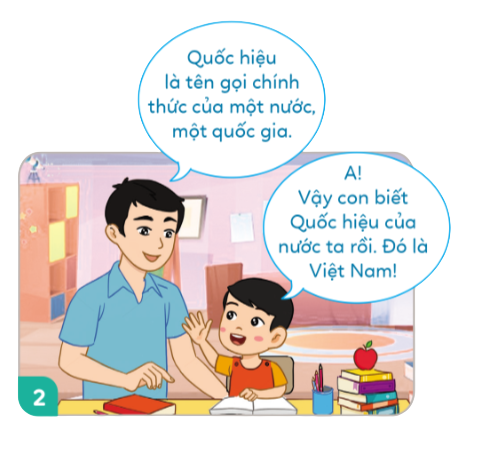 Quốc hiệu
là tên gọi chính
thức của một nước,
một quốc gia.
A!
Vậy con biết
Quốc hiệu của
nước ta rồi. Đó là
Việt Nam!
2